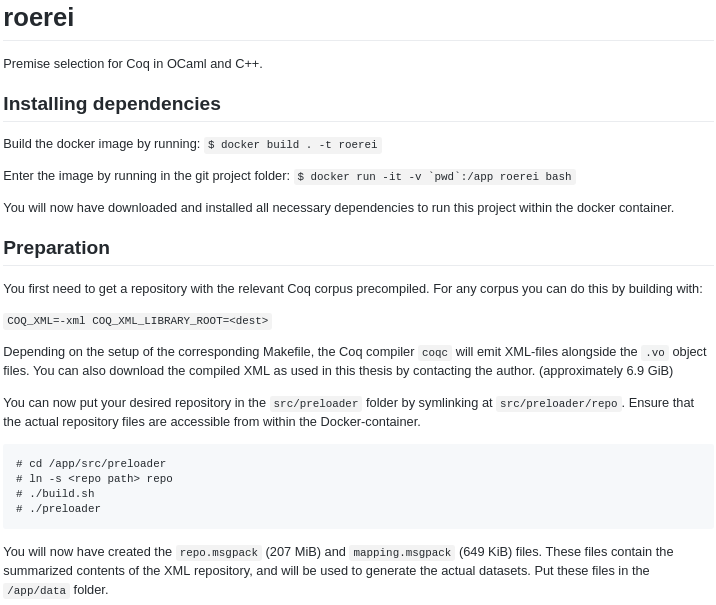 roerei
Premise selection for Coq in OCaml and C++.
Installing dependencies
Build the docker image by running: $ docker build . -t roerei
Enter the image by running in the git project folder: $ docker run -it -v `pwd`:/app roerei bash
You will now have downloaded and installed all necessary dependencies to run this project within the docker container.
Preparation
You first need to get a repository with the relevant Coq corpus precompiled. For any corpus you can do this by building with:
COQ_XML=-xml COQ_XML_LIBRARY_ROOT=<dest>
Depending on the setup of the corresponding Makefile, the Coq compiler coqc will emit XML-files alongside the .vo object
files. You can also download the compiled XML as used in this thesis by contacting the author. (approximately 6.9 GiB)
You can now put your desired repository in the src/preloader folder by symlinking at src/preloader/repo. Ensure that
the actual repository files are accessible from within the Docker-container.
# cd /app/src/preloader
# ln -s <repo path> repo
# ./build.sh
# ./preloader
You will now have created the repo.msgpack (207 MiB) and mapping.msgpack (649 KiB) files. These files contain the
summarized contents of the XML repository, and will be used to generate the actual datasets. Put these files in the
/app/data folder.